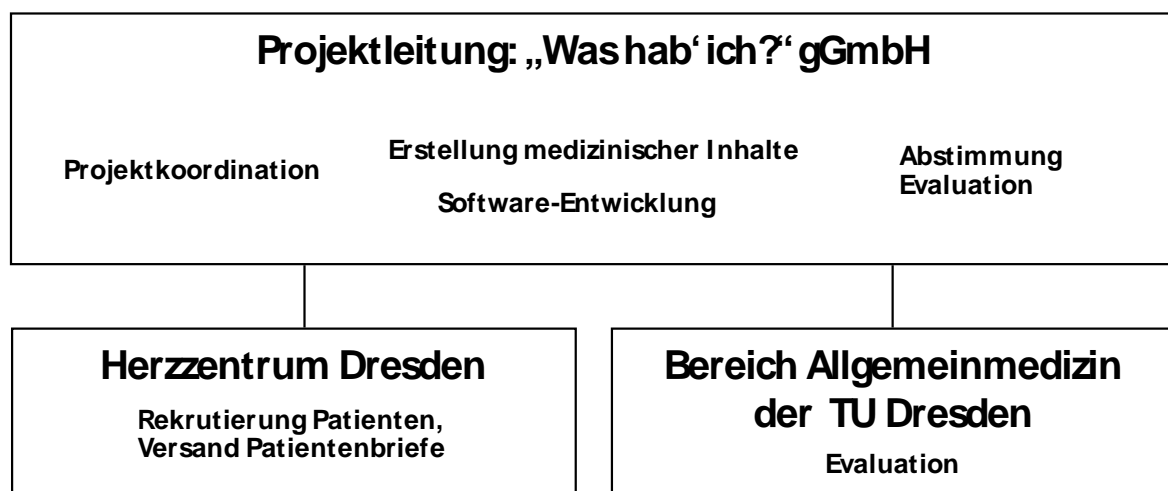 Projektleitung: „Was hab‘ ich?“ gGmbH
Projektkoordination
Erstellung medizinischer Inhalte
Software-Entwicklung
Abstimmung
Evaluation
Herzzentrum Dresden
Rekrutierung Patienten,
Versand Patientenbriefe
Bereich Allgemeinmedizin
der TU Dresden
Evaluation